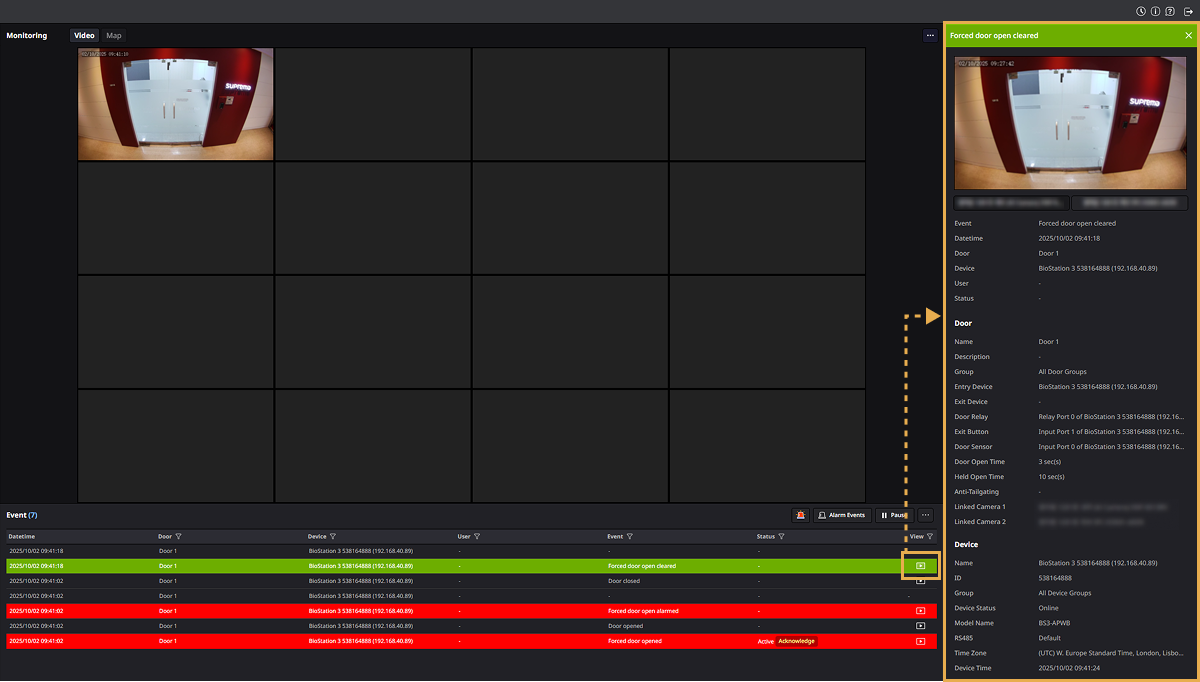 Monitoring Video Map
02/10/2025 09:41:19
SUPREMA
Event (7) Alarm Events Pause
Datetime Door Device User Event Status View
2025/10/02 09:41:18 Door 1 BioStation 3 538164888 (192.168.40.89) - - -
2025/10/02 09:41:18 Door 1 BioStation 3 538164888 (192.168.40.89) - Forced door open cleared -
2025/10/02 09:41:02 Door 1 BioStation 3 538164888 (192.168.40.89) - Door closed -
2025/10/02 09:41:02 Door 1 BioStation 3 538164888 (192.168.40.89) - - - -
2025/10/02 09:41:02 Door 1 BioStation 3 538164888 (192.168.40.89) - Forced door open alarmed -
2025/10/02 09:41:02 Door 1 BioStation 3 538164888 (192.168.40.89) - Door opened -
2025/10/02 09:41:02 Door 1 BioStation 3 538164888 (192.168.40.89) - Forced door opened Active Acknowledge
Forced door open cleared
02/10/2025 09:27:42
SUPREMA
Event Forced door open cleared
Datetime 2025/10/02 09:41:18
Door Door 1
Device BioStation 3 538164888 (192.168.40.89)
User -
Status -
Door
Name Door 1
Description -
Group All Door Groups
Entry Device BioStation 3 538164888 (192.168.40.89)
Exit Device -
Door Relay Relay Port 0 of BioStation 3 538164888 (192.16...
Exit Button Input Port 1 of BioStation 3 538164888 (192.16...
Door Sensor Input Port 0 of BioStation 3 538164888 (192.16...
Door Open Time 3 sec(s)
Held Open Time 10 sec(s)
Anti-Tailgating -
Linked Camera 1
Linked Camera 2
Device
Name BioStation 3 538164888 (192.168.40.89)
ID 538164888
Group All Device Groups
Device Status Online
Model Name BS3-APWB
RS485 Default
Time Zone (UTC) W. Europe Standard Time, London, Lisbo...
Device Time 2025/10/02 09:41:24